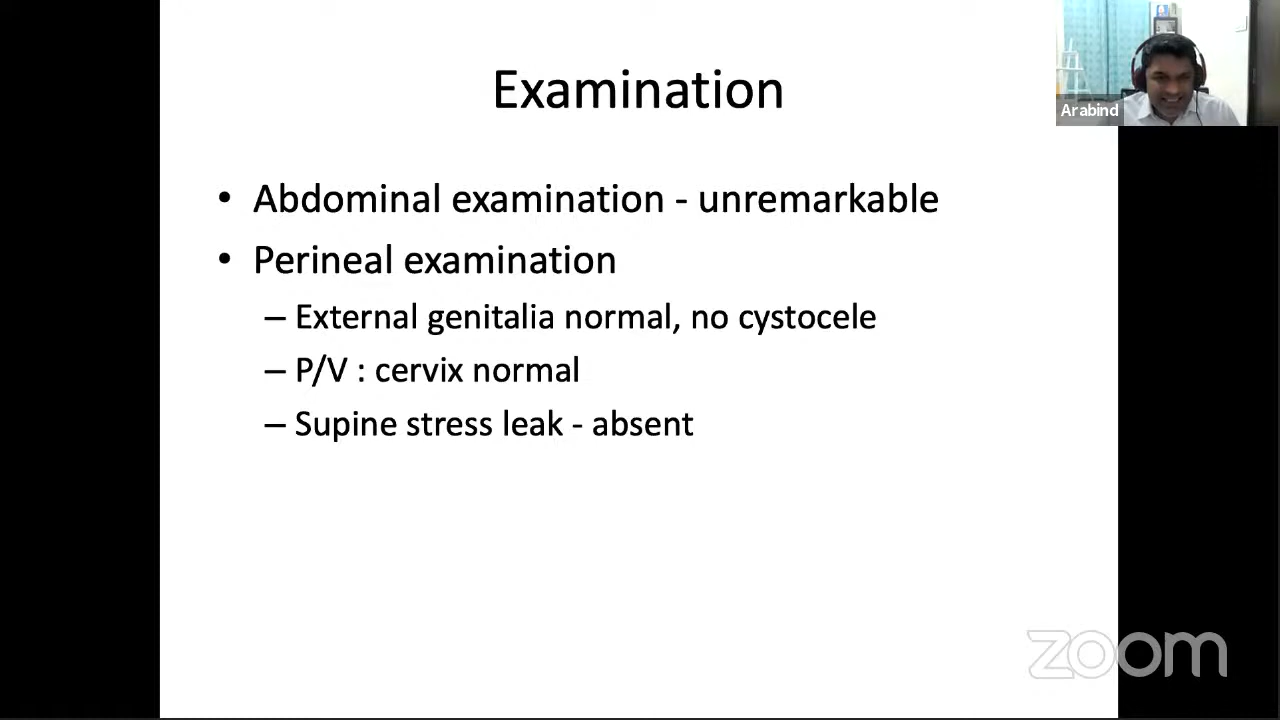 Examination
Arabind
• Abdominal examination - unremarkable
• Perineal examination
– External genitalia normal, no cystocele
– P/V : cervix normal
– Supine stress leak - absent
zoom